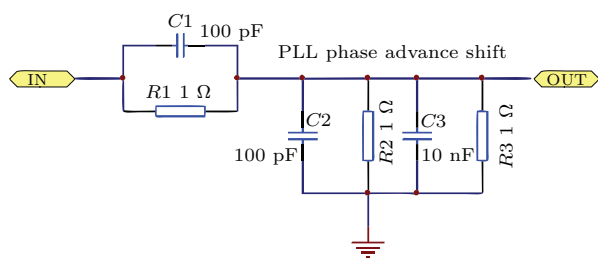 C1
100 pF
PLL phase advance shift
IN
OUT
R1 1 Ω
C2
100 pF
R2 1 Ω
C3
10 nF
R3 1 Ω